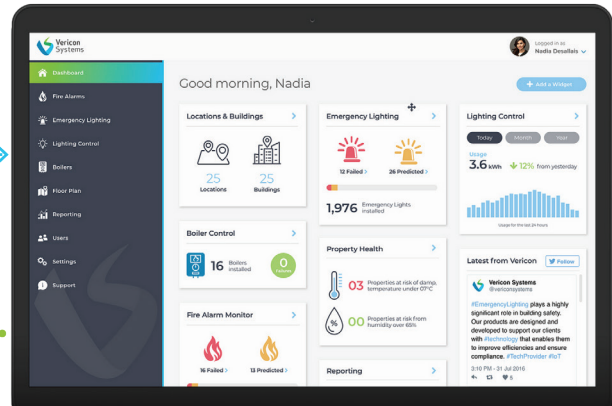 Vericon
Systems
Logged in as
Nadia Desallais
Dashboard
Fire Alarms
Emergency Lighting
Lighting Control
Boilers
Floor Plan
Reporting
Users
Settings
Support
Good morning, Nadia
+ Add a Widget
Locations & Buildings
25
Locations
25
Buildings
Boiler Control
16 Boilers
installed
0
Failures
Fire Alarm Monitor
16 Failed
13 Predicted
Emergency Lighting
12 Failed
26 Predicted
1,976 Emergency Lights
installed
Property Health
03 Properties at risk of damp,
temperature under 07°C
% 00 Properties at risk from
humidity over 68%
Reporting
Lighting Control
Today Month Year
Usage
3.6 kWh 12% from yesterday
Usage for the last 24 hours
Latest from Vericon
Follow
Vericon Systems
@vericonsystems
#EmergencyLighting plays a highly
significant role in building safety.
Our products are designed and
developed to support our clients
with #technology that enables them
to improve efficiencies and ensure
compliance. #TechProvider #IoT
3:10 PM - 31 Jul 2016
5